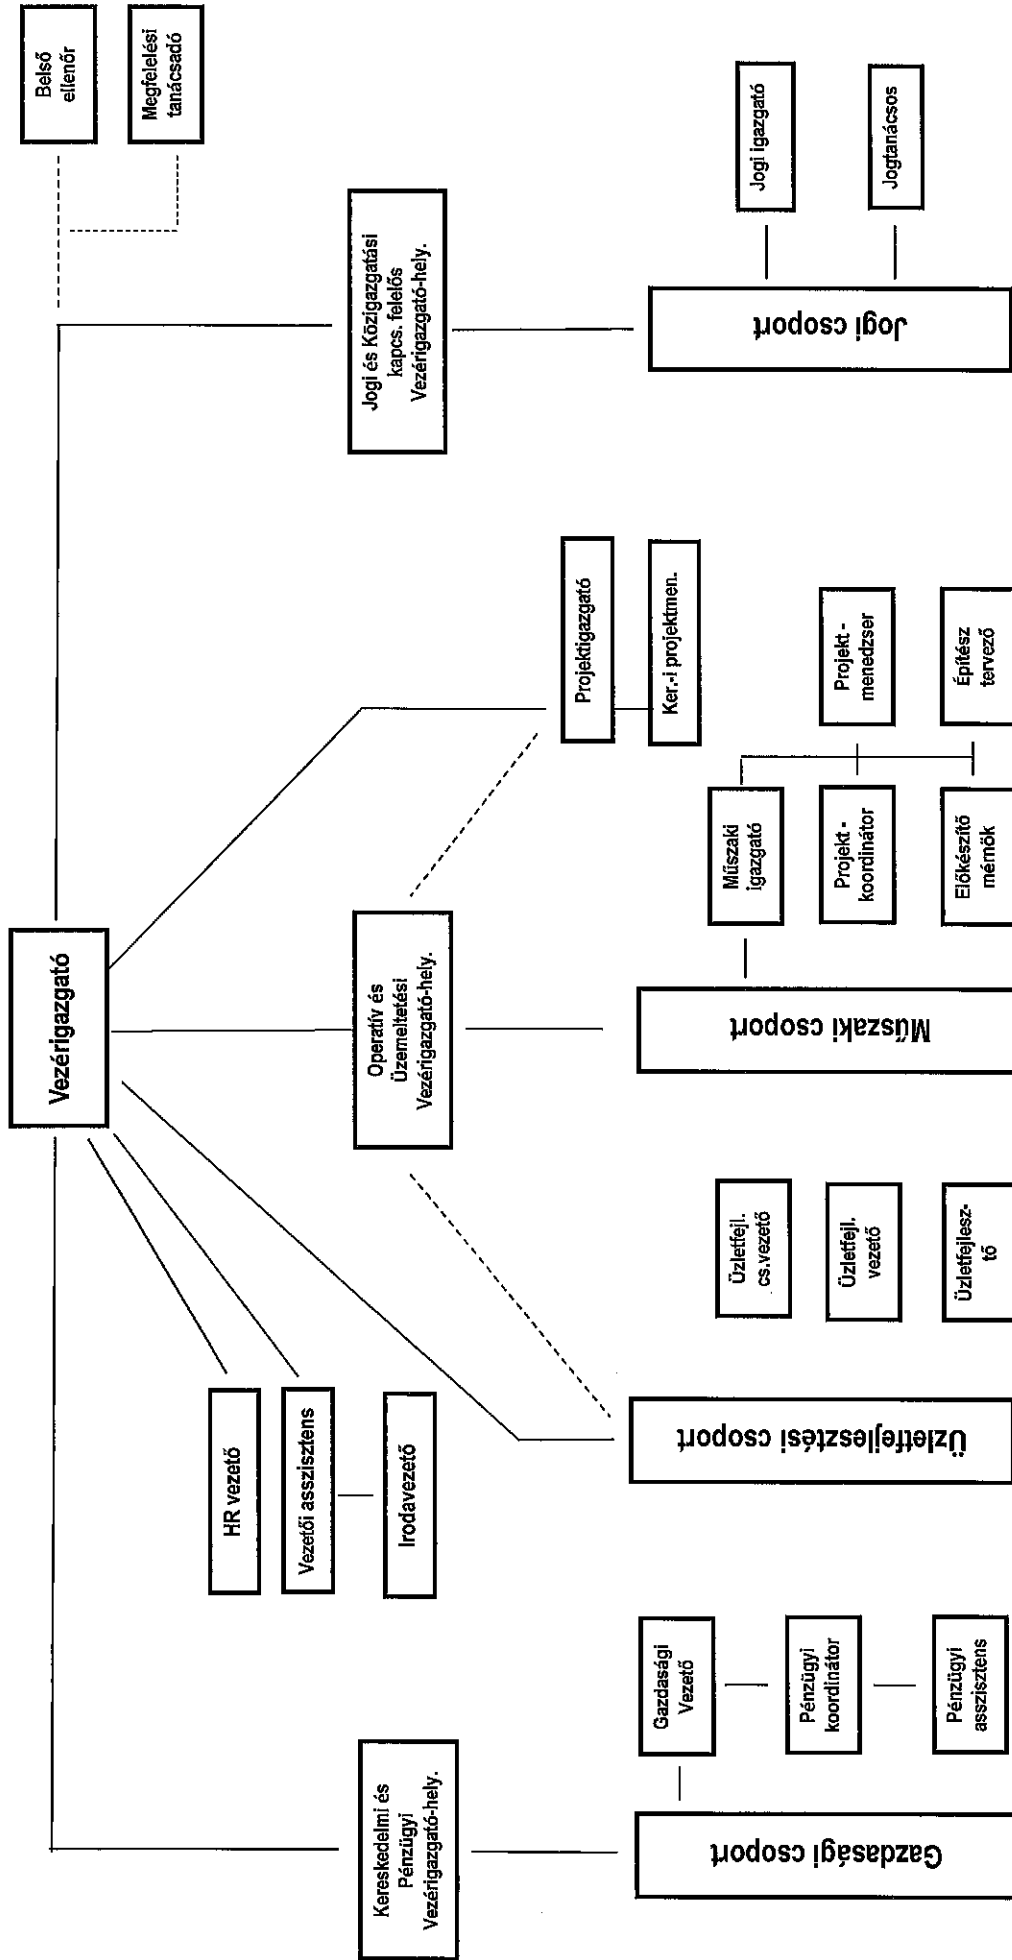 Vezérigazgató
Belső
ellenőr
Megfelelési
tanácsadó
HR vezető
Vezetői asszisztens
Irodavezető
Kereskedelmi és
Pénzügyi
Vezérigazgató-hely.
Operatív és
Üzemeltetési
Vezérigazgató-hely.
Jogi és Közigazgatási
kapcs. felelős
Vezérigazgató-hely.
Projektigazgató
Ker.-i projektmen.
Gazdasági csoport
Gazdasági
Vezető
Pénzügyi
koordinátor
Pénzügyi
asszisztens
Üzletfejlesztési csoport
Üzletfejl.
cs.vezető
Üzletfejl.
vezető
Üzletfejlesz-
tő
Műszaki csoport
Műszaki
igazgató
Projekt -
koordinátor
Projekt -
menedzser
Előkészítő
mérnök
Építész
tervező
Jogi csoport
Jogi igazgató
Jogtanácsos